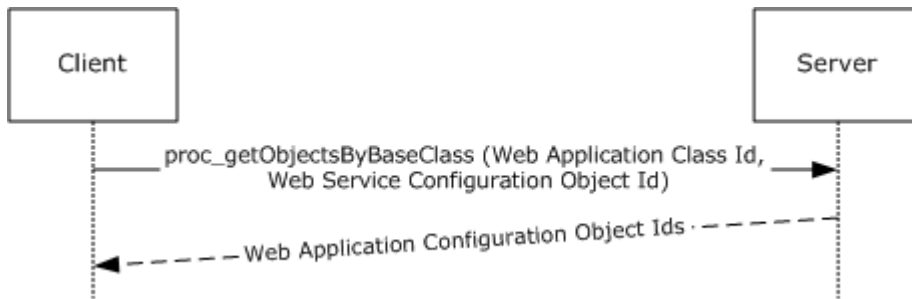 Client
Server
proc_getObjectsByBaseClass (Web Application Class Id,
Web Service Configuration Object Id)
Web Application Configuration Object Ids